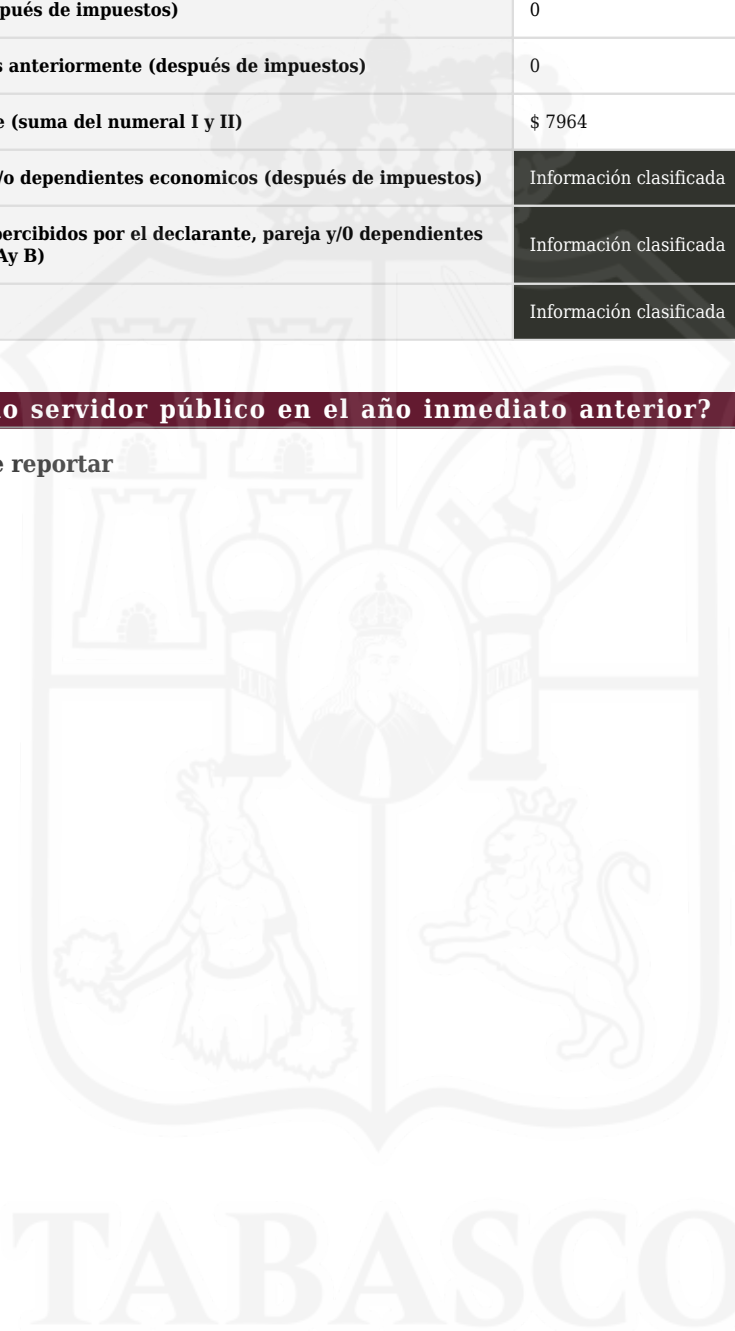 pués de impuestos)
0
s anteriormente (después de impuestos)
0
e (suma del numeral I y II)
$ 7964
/o dependientes economicos (después de impuestos)
Información clasificada
percibidos por el declarante, pareja y/0 dependientes
Ay B)
Información clasificada
Información clasificada
o servidor público en el año inmediato anterior?
e reportar
PLUS
ULTRA
TABASCO